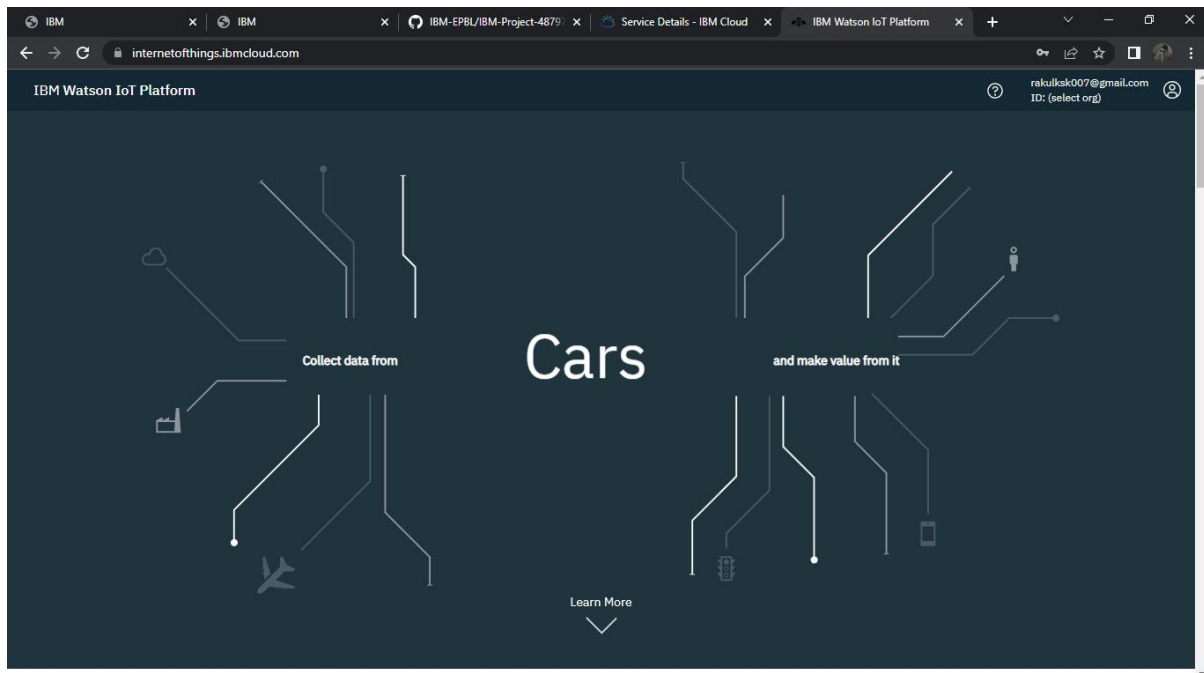 IBM
IBM
IBM-EPBL/IBM-Project-4879
Service Details - IBM Cloud
IBM Watson IoT Platform
internetofthings.ibmcloud.com
IBM Watson IoT Platform
rakulksk007@gmail.com
ID: (select org)
Collect data from
Cars
and make value from it
Learn More